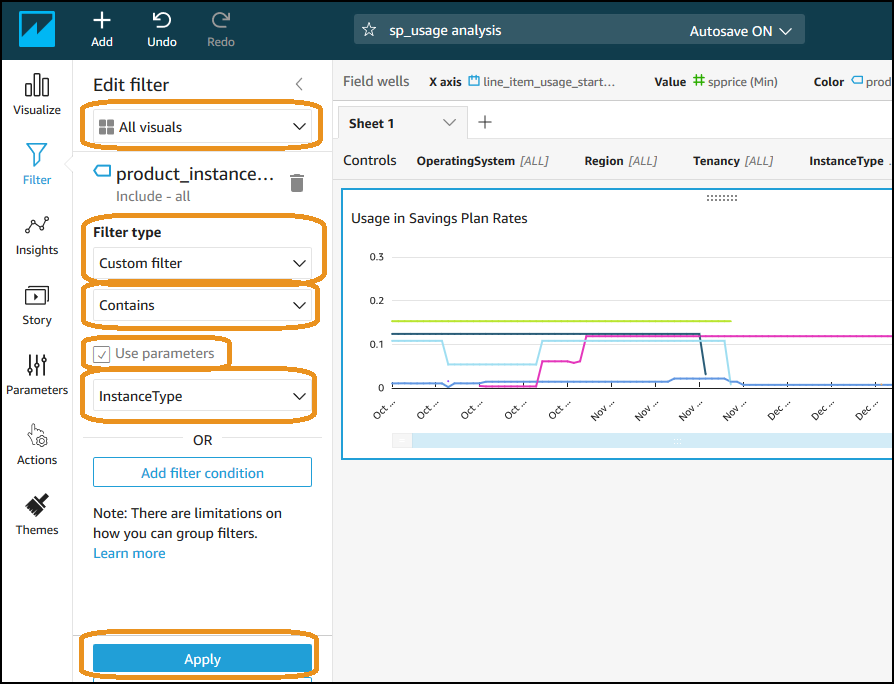 Add
Undo
Redo
sp_usage analysis
Autosave ON
Visualize
Filter
Insights
Story
Parameters
Actions
Themes
Edit filter
All visuals
product_instance...
Include - all
Filter type
Custom filter
Contains
Use parameters
InstanceType
OR
Add filter condition
Note: There are limitations on
how you can group filters.
Learn more
Apply
Field wells X axis line_item_usage_start... Value spprice (Min) Color prod
Sheet 1
Controls OperatingSystem [ALL] Region [ALL] Tenancy [ALL] InstanceType
Usage in Savings Plan Rates
0.3
0.2
0.1
0
Oct ... Oct ... Oct ... Oct ... Oct ... Nov ... Nov ... Nov ... Nov ... Dec ... Dec ... Dec ...